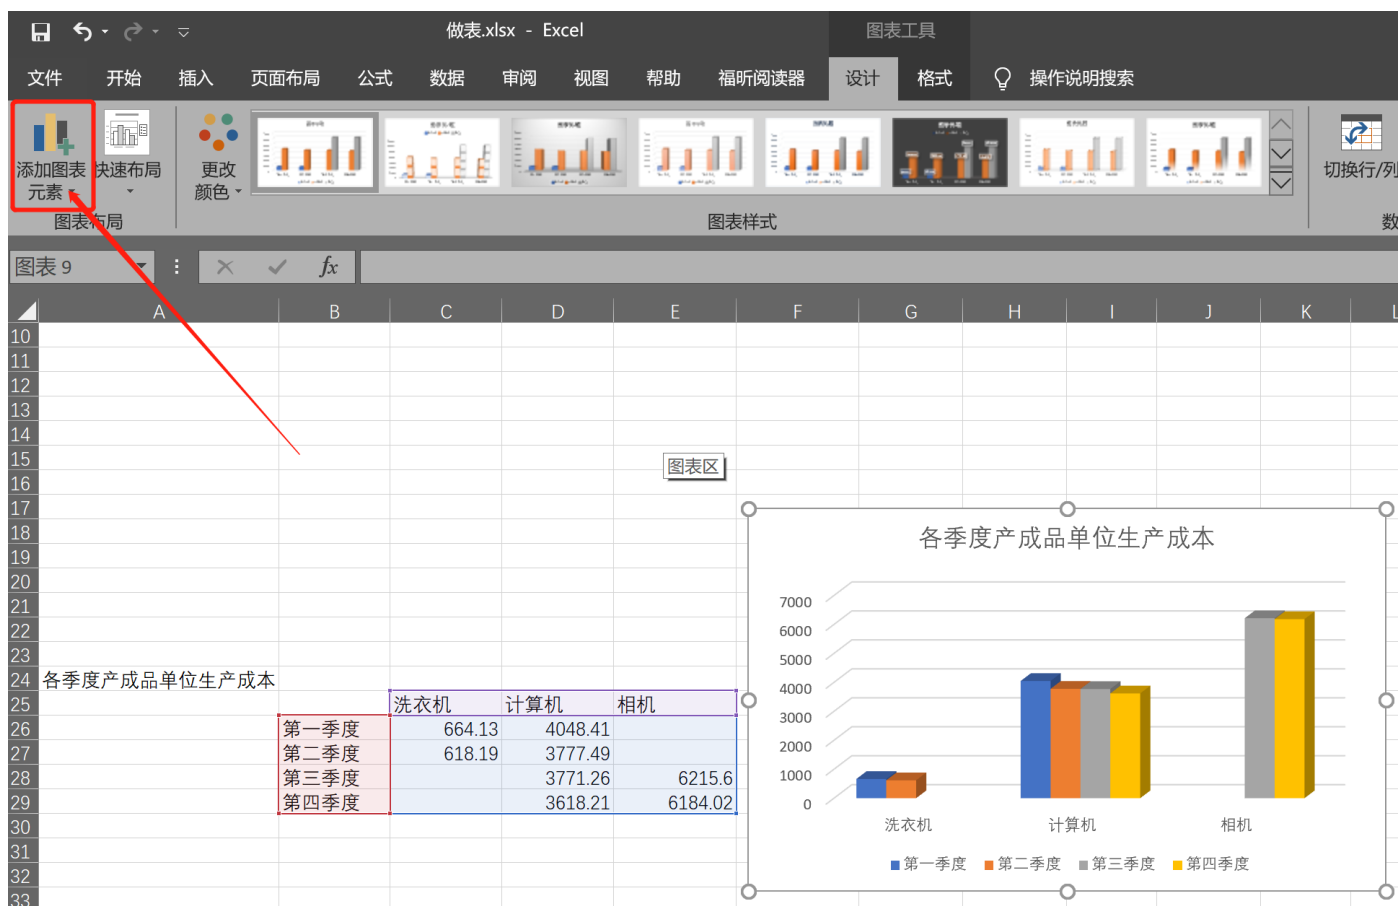 做表.xlsx - Excel
图表工具
文件 开始 插入 页面布局 公式 数据 审阅 视图 帮助 福昕阅读器 设计 格式 操作说明搜索
添加图表
元素
快速布局
更改
颜色
切换行/列
图表布局
图表样式
数
图表 9
fx
A B C D E F G H I J K L
10
11
12
13
14
15
图表区
16
17
18
19
20
21
22
23
24 各季度产成品单位生产成本
25 洗衣机 计算机 相机
26 第一季度 664.13 4048.41
27 第二季度 618.19 3777.49
28 第三季度 3771.26 6215.6
29 第四季度 3618.21 6184.02
30
31
32
33
各季度产成品单位生产成本
7000
6000
5000
4000
3000
2000
1000
0
洗衣机 计算机 相机
第一季度 第二季度 第三季度 第四季度